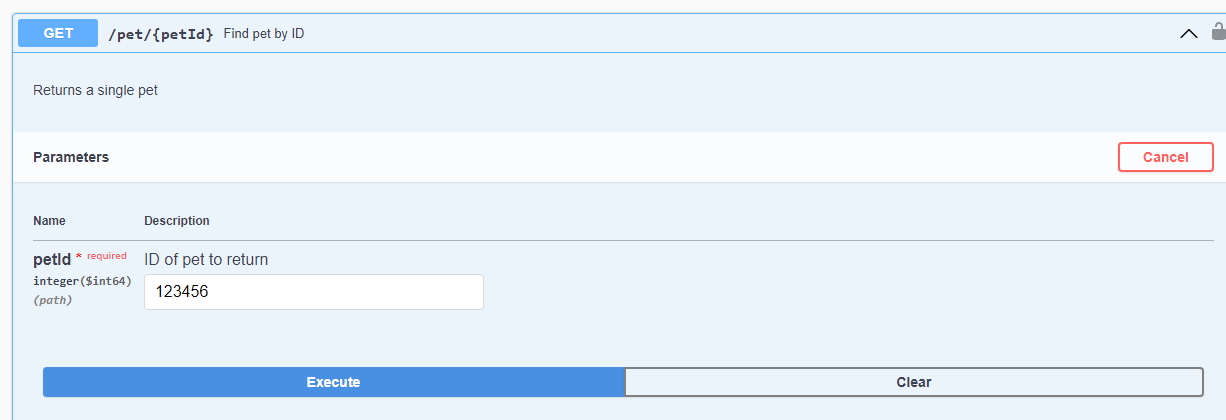 GET /pet/{petId} Find pet by ID
Returns a single pet
Parameters Cancel
Name Description
petId * required ID of pet to return
integer($int64) 123456
(path)
Execute Clear